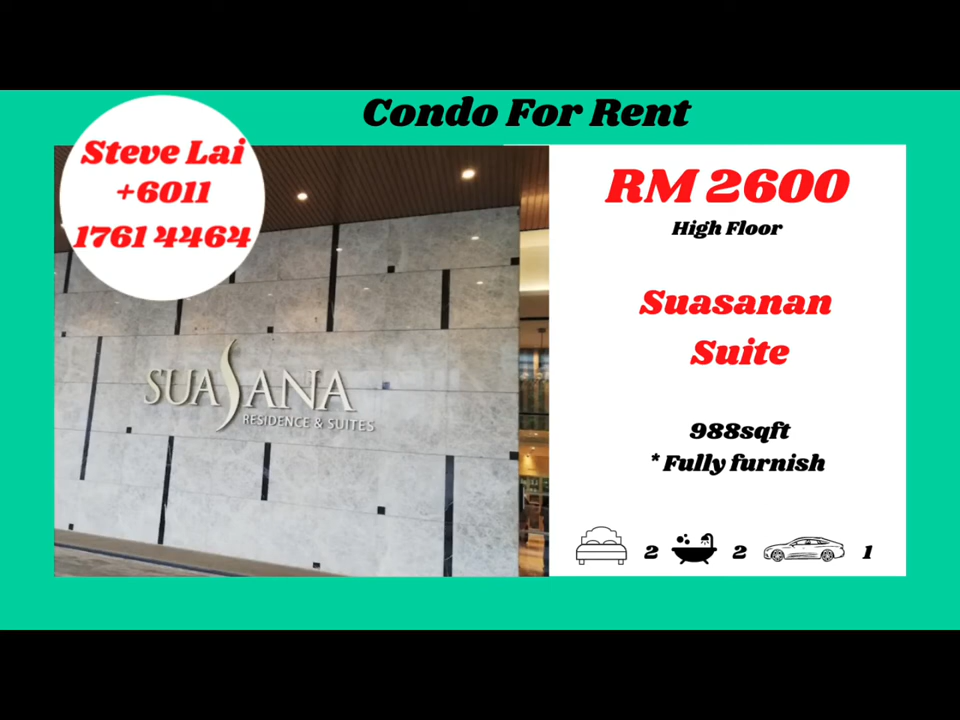 Condo For Rent
Steve Lai
+6011
1761 4464
RM 2600
High Floor
Suasanan
Suite
988sqft
* Fully furnish
2 2 1
SUASANA
RESIDENCE & SUITES